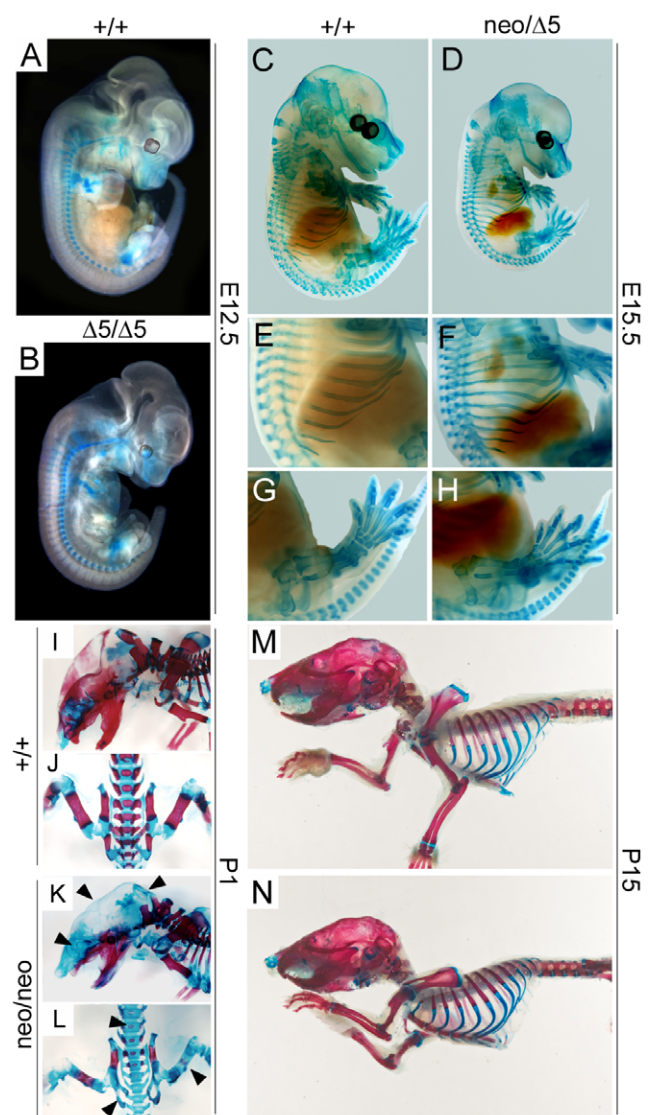 +/+
+/+
neo/Δ5
A
C
D
E12.5
E15.5
Δ5/Δ5
B
E
F
G
H
I
M
+/+
J
P1
P15
K
N
neo/neo
L